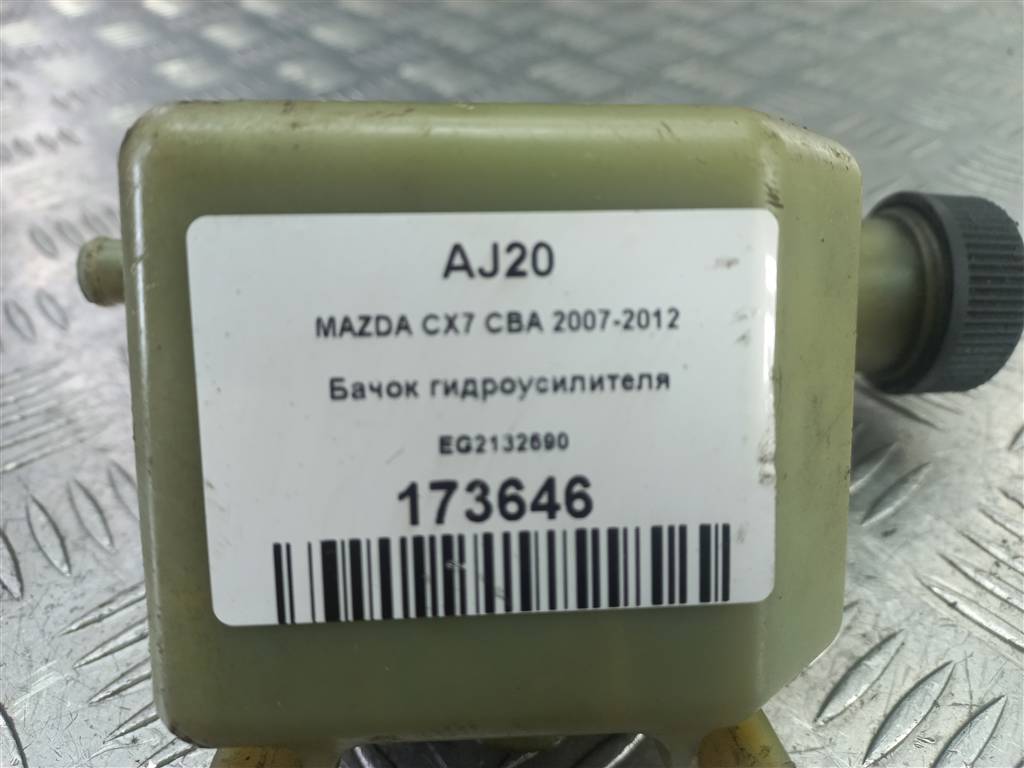 AJ20
MAZDA CX7 CBA 2007-2012
Бачок гидроусилителя
EG2132690
173646